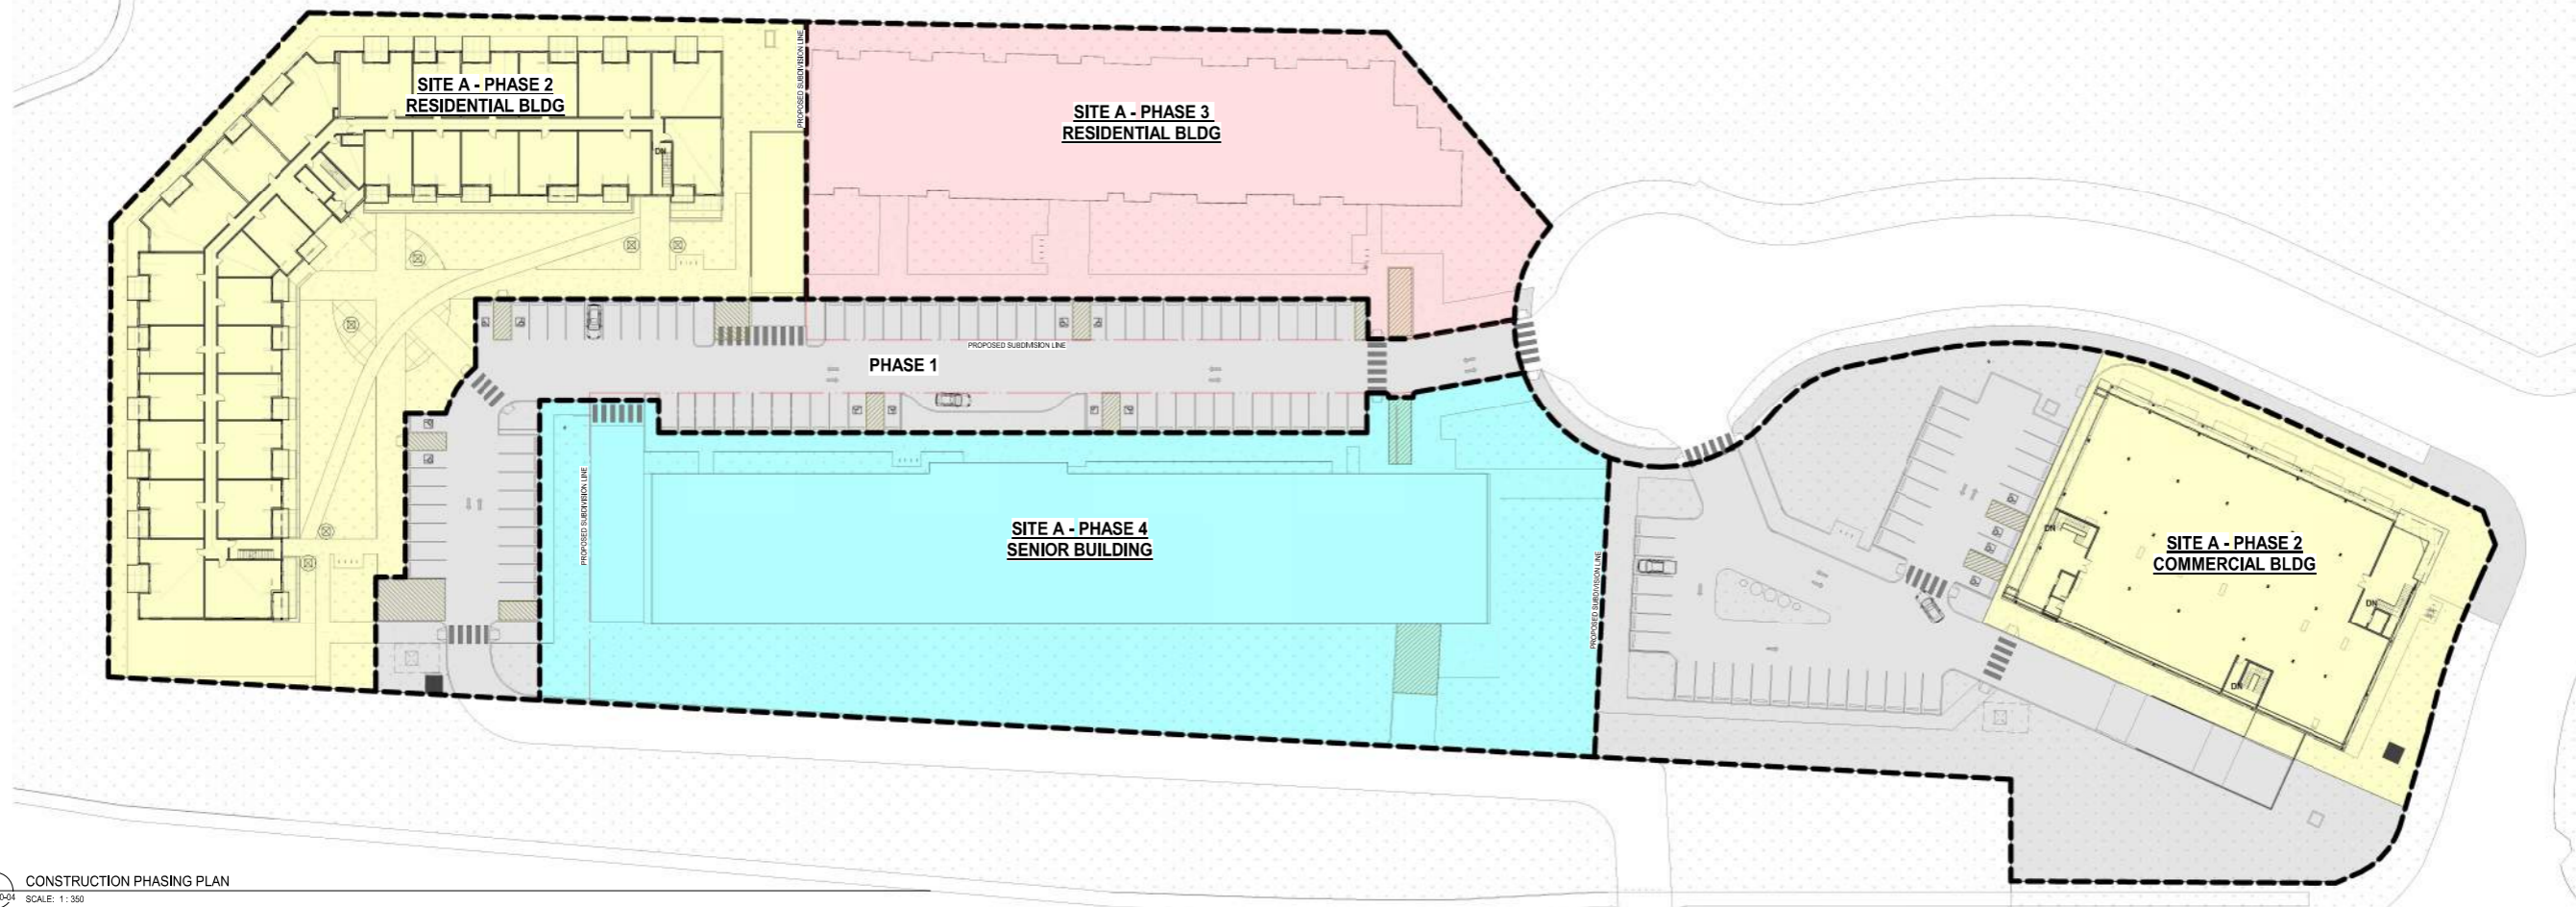 SITE A - PHASE 2
RESIDENTIAL BLDG
PROPOSED SUBDIVISION LINE
SITE A - PHASE 3
RESIDENTIAL BLDG
DN
PROPOSED SUBDIVISION LINE
PHASE 1
PROPOSED SUBDIVISION LINE
SITE A - PHASE 4
SENIOR BUILDING
PROPOSED SUBDIVISION LINE
DN
SITE A - PHASE 2
COMMERCIAL BLDG
DN
DN
CONSTRUCTION PHASING PLAN
SCALE: 1 : 350